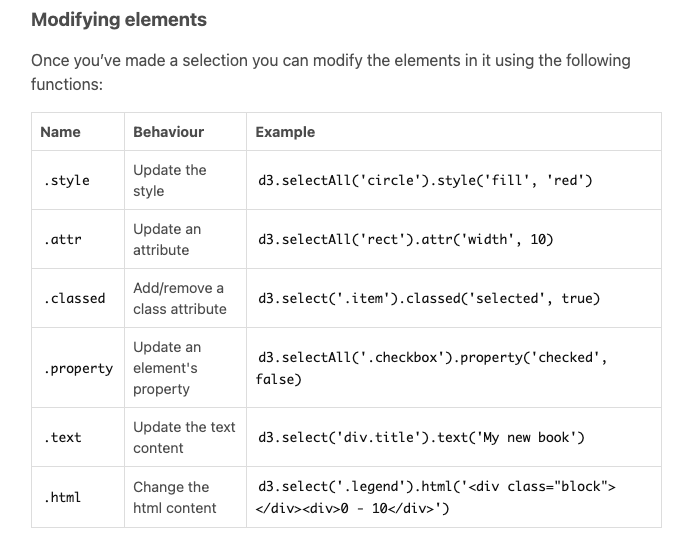 Modifying elements
Once you’ve made a selection you can modify the elements in it using the following
functions:
Name Behaviour Example
.style Update the style d3.selectAll('circle').style('fill', 'red')
.attr Update an attribute d3.selectAll('rect').attr('width', 10)
.classed Add/remove a class attribute d3.select('.item').classed('selected', true)
.property Update an element's property d3.selectAll('.checkbox').property('checked', false)
.text Update the text content d3.select('div.title').text('My new book')
.html Change the html content d3.select('.legend').html('<div class="block"></div><div>0 - 10</div>')